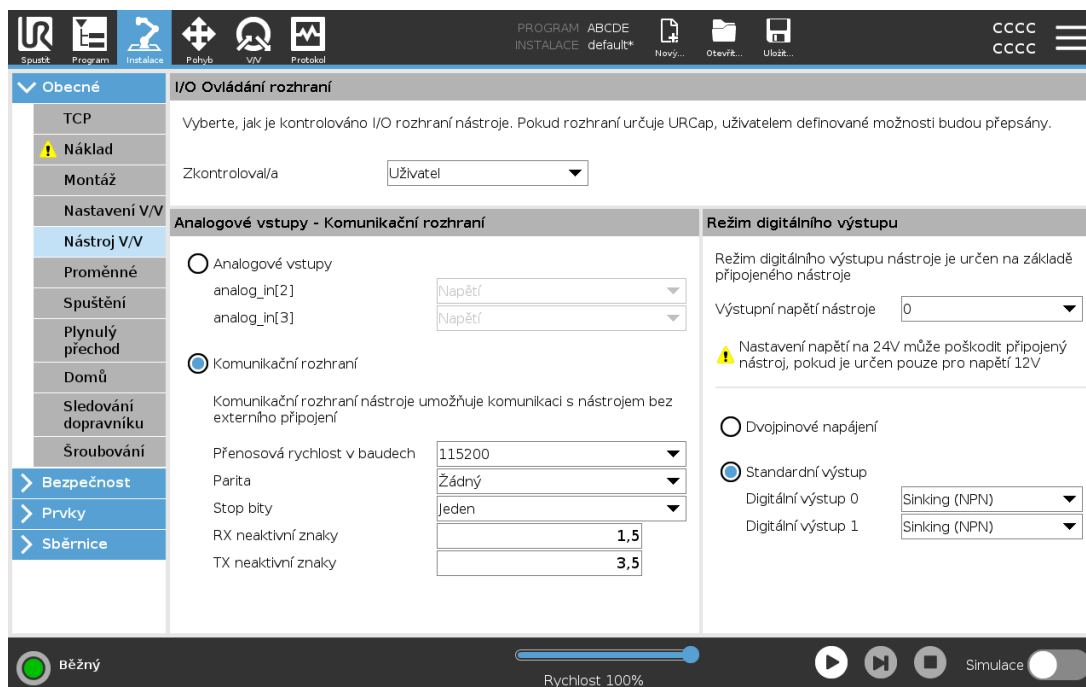 UR
Spustit
Program
Instalace
Pohyb
V/V
Protokol
PROGRAM ABCDE
INSTALACE default*
Nový...
Otevřít...
Uložit...
CCCC
CCCC
Obecné
TCP
Náklad
Montáž
Nastavení V/V
Nástroj V/V
Proměnné
Spuštění
Plynulý
přechod
Domů
Sledování
dopravníku
Šroubování
Bezpečnost
Prvky
Sběrnice
I/O Ovládání rozhraní
Vyberte, jak je kontrolováno I/O rozhraní nástroje. Pokud rozhraní určuje URCap, uživatelem definované možnosti budou přepsány.
Zkontroloval/a Uživatel
Analogové vstupy - Komunikační rozhraní
Analogové vstupy
analog_in[2] Napětí
analog_in[3] Napětí
Komunikační rozhraní
Komunikační rozhraní nástroje umožňuje komunikaci s nástrojem bez
externího připojení
Přenosová rychlost v baudech 115200
Parita Žádný
Stop bity Jeden
RX neaktivní znaky 1,5
TX neaktivní znaky 3,5
Režim digitálního výstupu
Režim digitálního výstupu nástroje je určen na základě
připojeného nástroje
Výstupní napětí nástroje 0
Nastavení napětí na 24V může poškodit připojený
nástroj, pokud je určen pouze pro napětí 12V
Dvojpinové napájení
Standardní výstup
Digitální výstup 0 Sinking (NPN)
Digitální výstup 1 Sinking (NPN)
Běžný
Rychlost 100%
Simulace